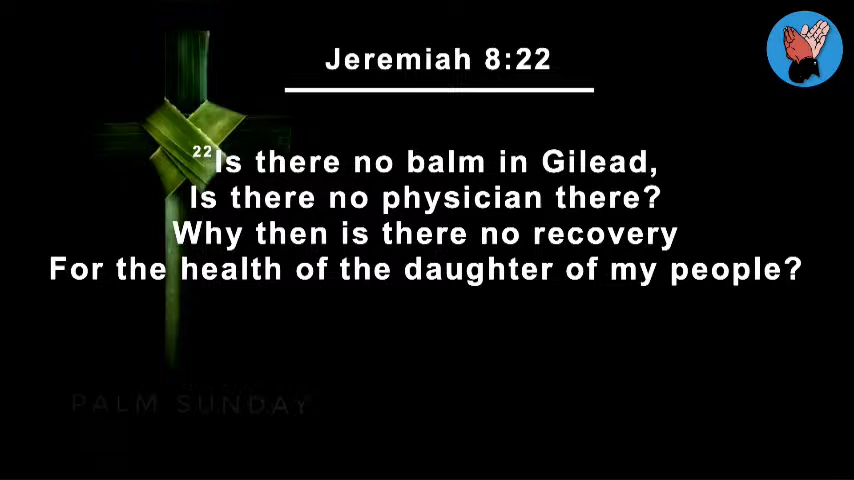 Jeremiah 8:22
22Is there no balm in Gilead,
Is there no physician there?
Why then is there no recovery
For the health of the daughter of my people?
PALM SUNDAY